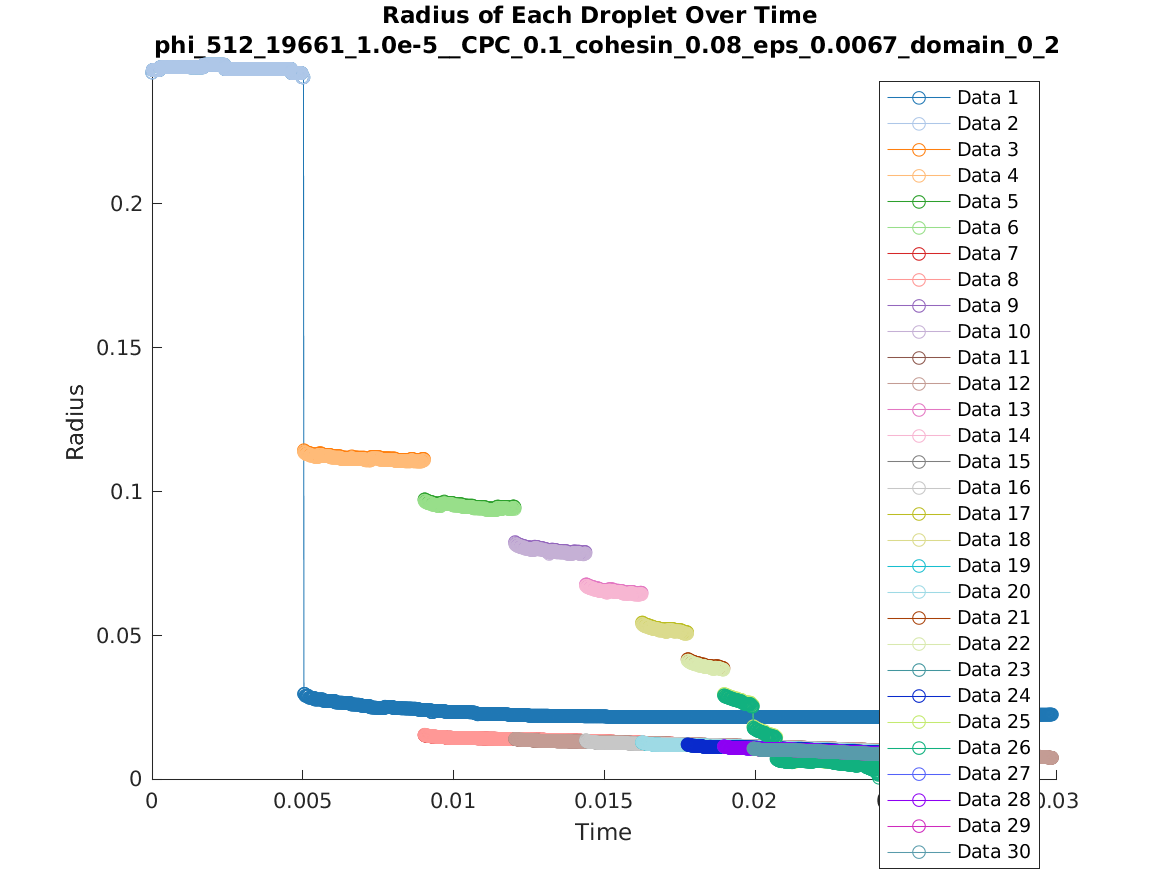 Radius of Each Droplet Over Time
phi_512_19661_1.0e-5__CPC_0.1_cohesin_0.08_eps_0.0067_domain_0_2
Radius
0.2
0.15
0.1
0.05
0
0
0.005
0.01
0.015
0.02
0.03
Time
Data 1
Data 2
Data 3
Data 4
Data 5
Data 6
Data 7
Data 8
Data 9
Data 10
Data 11
Data 12
Data 13
Data 14
Data 15
Data 16
Data 17
Data 18
Data 19
Data 20
Data 21
Data 22
Data 23
Data 24
Data 25
Data 26
Data 27
Data 28
Data 29
Data 30